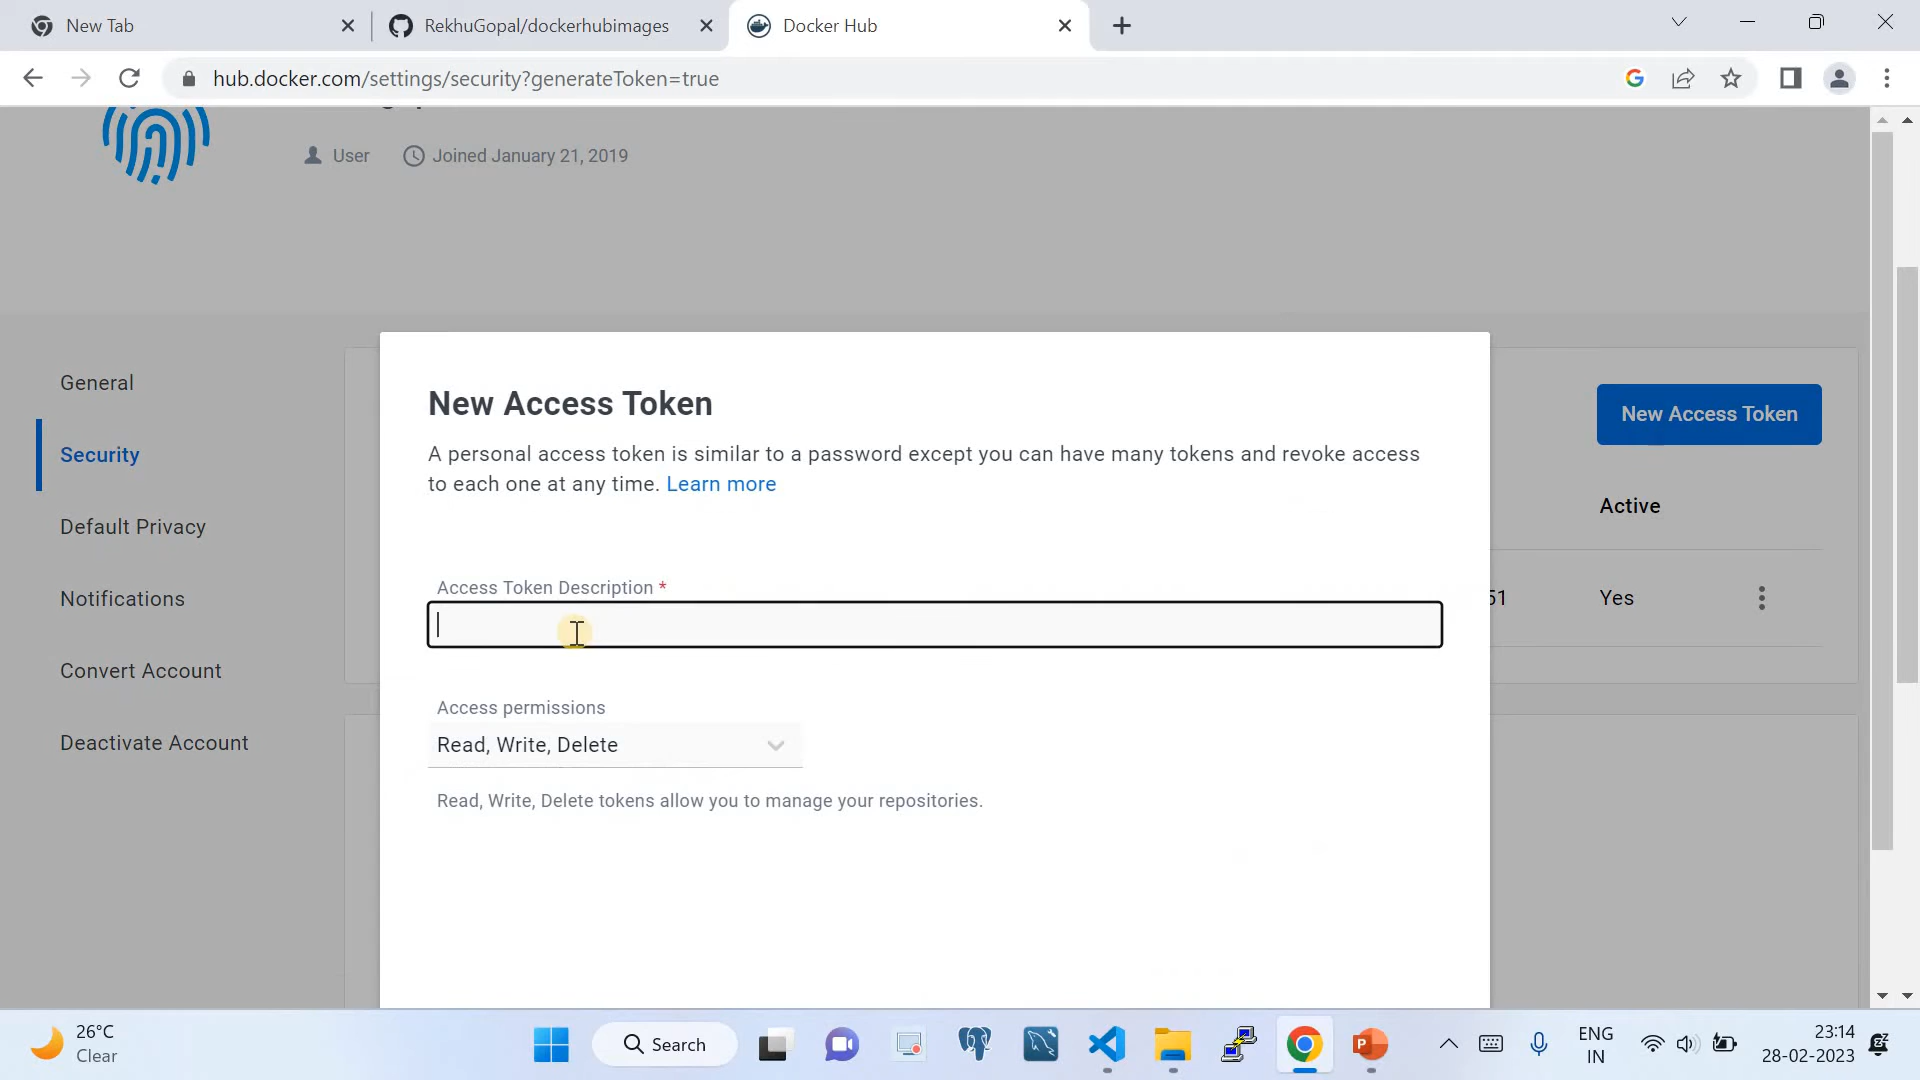 New Tab
RekhuGopal/dockerhubimages
Docker Hub
hub.docker.com/settings/security?generateToken=true
User
Joined January 21, 2019
General
Security
Default Privacy
Notifications
Convert Account
Deactivate Account
New Access Token
Active
51
Yes
New Access Token
A personal access token is similar to a password except you can have many tokens and revoke access
to each one at any time. Learn more
Access Token Description *
Access permissions
Read, Write, Delete
Read, Write, Delete tokens allow you to manage your repositories.
26°C
Clear
Search
ENG
IN
23:14
28-02-2023